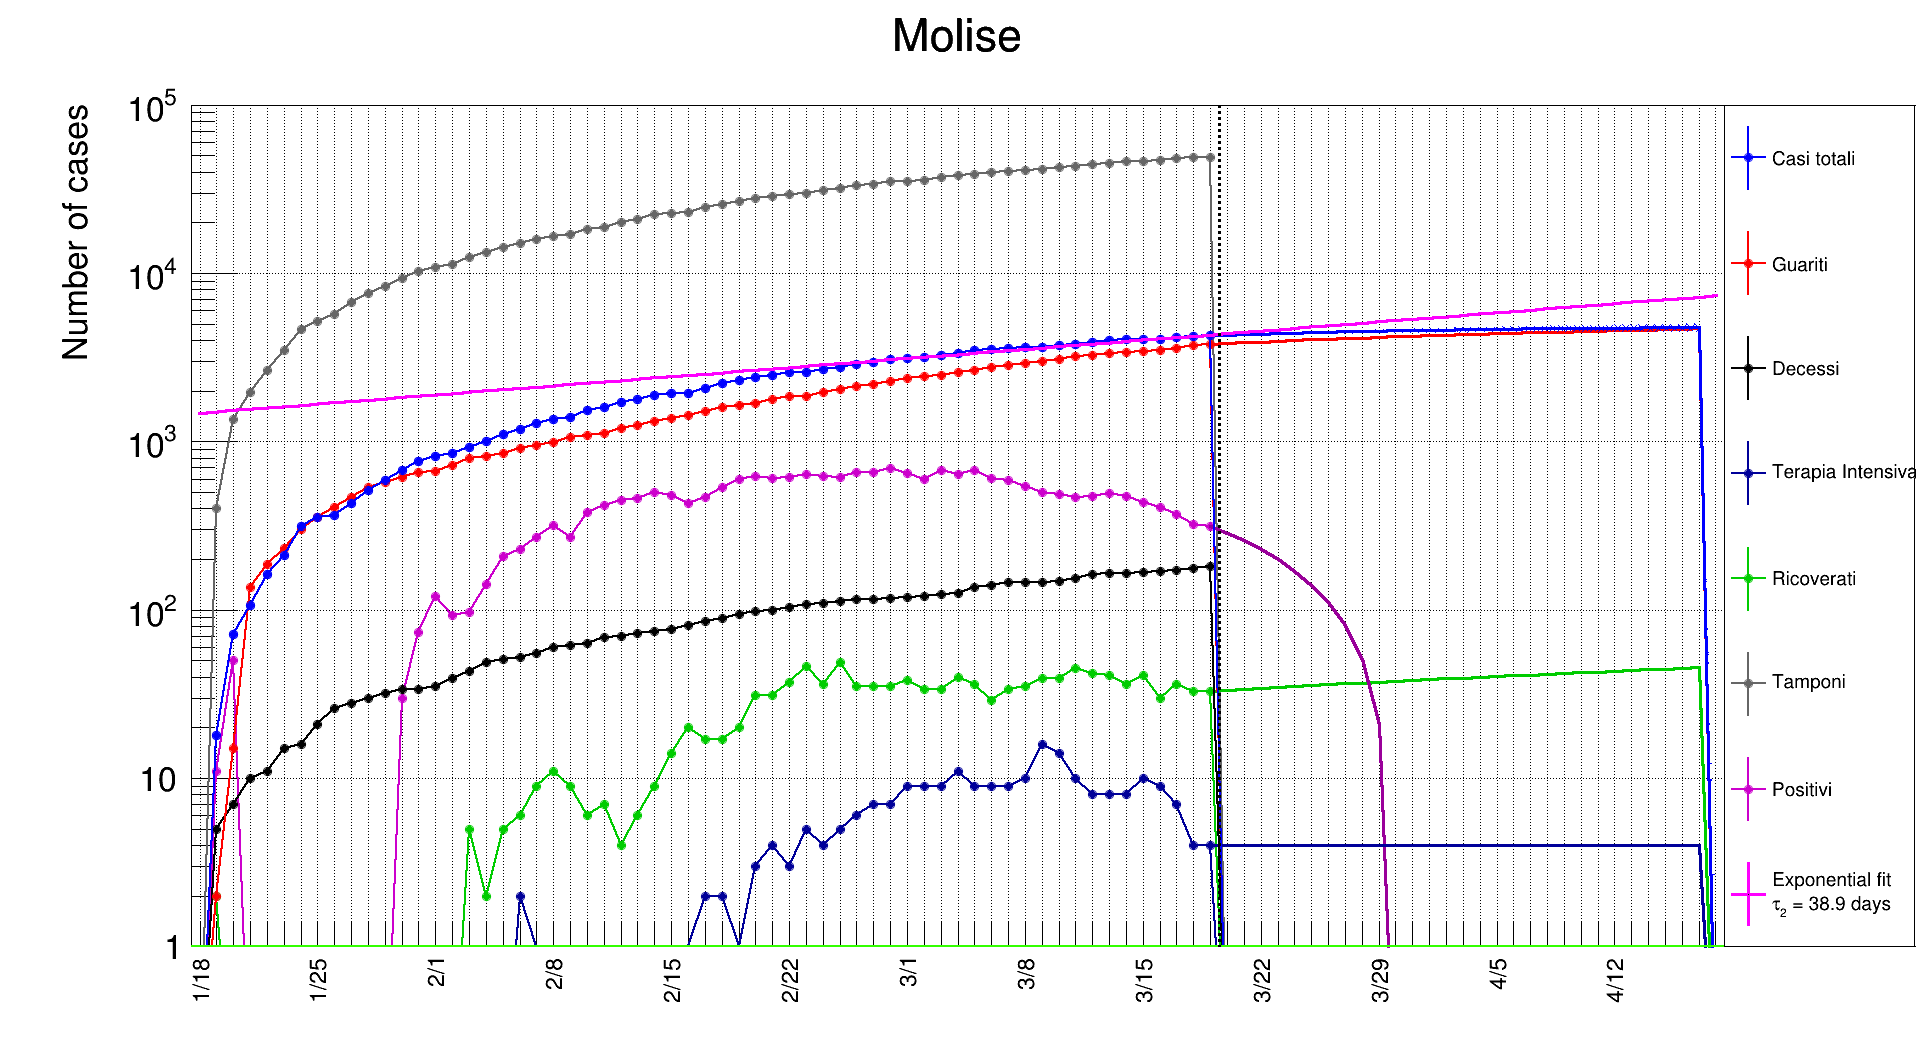 Molise
Number of cases
10^5
10^4
10^3
10^2
10
1
1/18
1/25
2/1
2/8
2/15
2/22
3/1
3/8
3/15
3/22
3/29
4/5
4/12
Casi totali
Guariti
Decessi
Terapia Intensiva
Ricoverati
Tamponi
Positivi
Exponential fit
τ_2 = 38.9 days